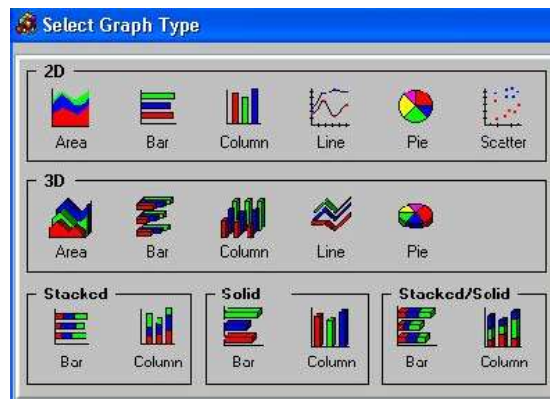 Select Graph Type
2D
Area Bar Column Line Pie Scatter
3D
Area Bar Column Line Pie
Stacked Solid Stacked/Solid
Bar Column Bar Column Bar Column